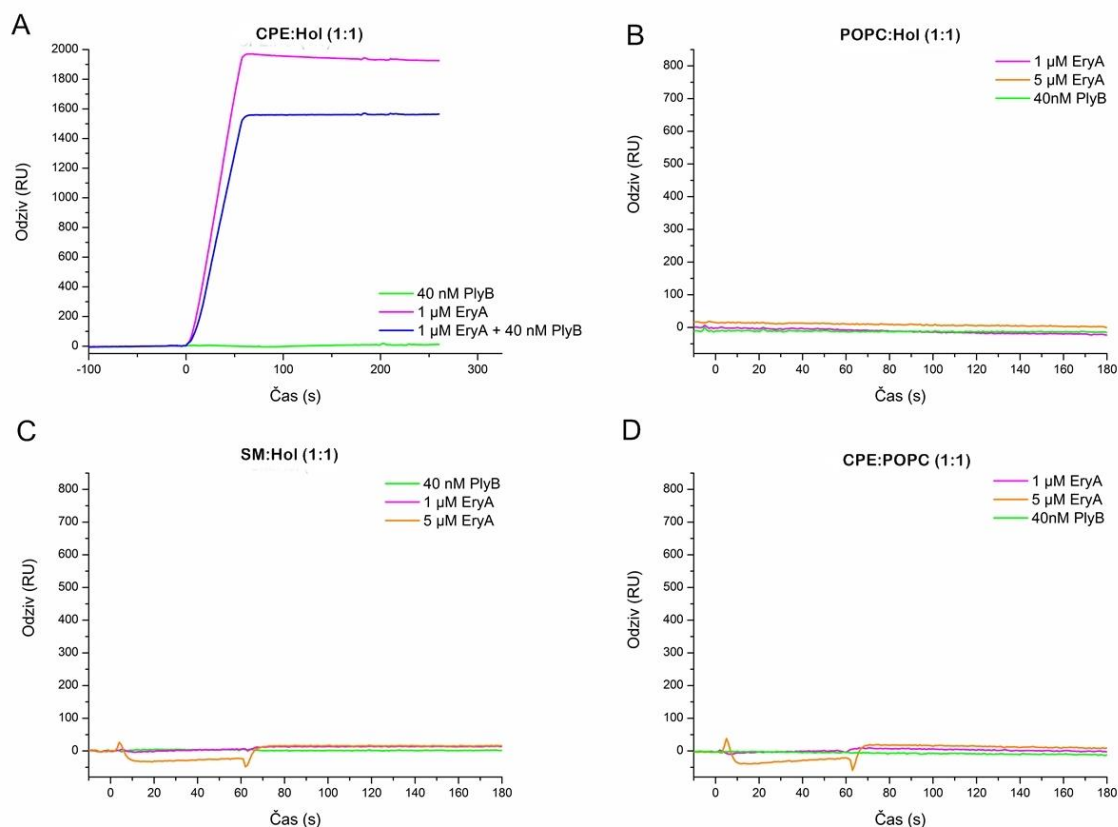 A
CPE:Hol (1:1)
Odziv (RU)
2000
1800
1600
1400
1200
1000
800
600
400
200
0
-100
0
100
200
300
Čas (s)
40 nM PlyB
1 µM EryA
1 µM EryA + 40 nM PlyB
B
POPC:Hol (1:1)
Odziv (RU)
800
700
600
500
400
300
200
100
0
0
20
40
60
80
100
120
140
160
180
Čas (s)
1 µM EryA
5 µM EryA
40nM PlyB
C
SM:Hol (1:1)
Odziv (RU)
800
700
600
500
400
300
200
100
0
0
20
40
60
80
100
120
140
160
180
Čas (s)
40 nM PlyB
1 µM EryA
5 µM EryA
D
CPE:POPC (1:1)
Odziv (RU)
800
700
600
500
400
300
200
100
0
0
20
40
60
80
100
120
140
160
180
Čas (s)
1 µM EryA
5 µM EryA
40nM PlyB